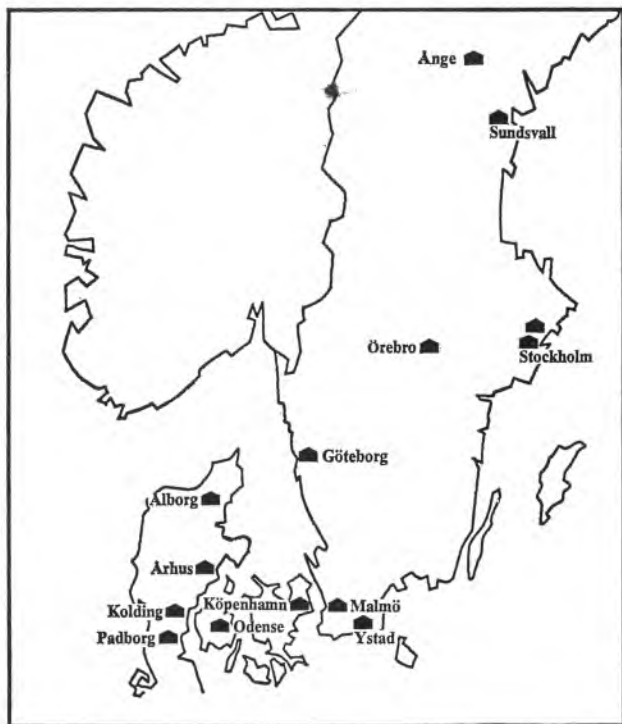 Ånge
Sundsvall
Örebro
Stockholm
Göteborg
Ålborg
Århus
Kolding
Köpenhamn
Malmö
Padborg
Odense
Ystad